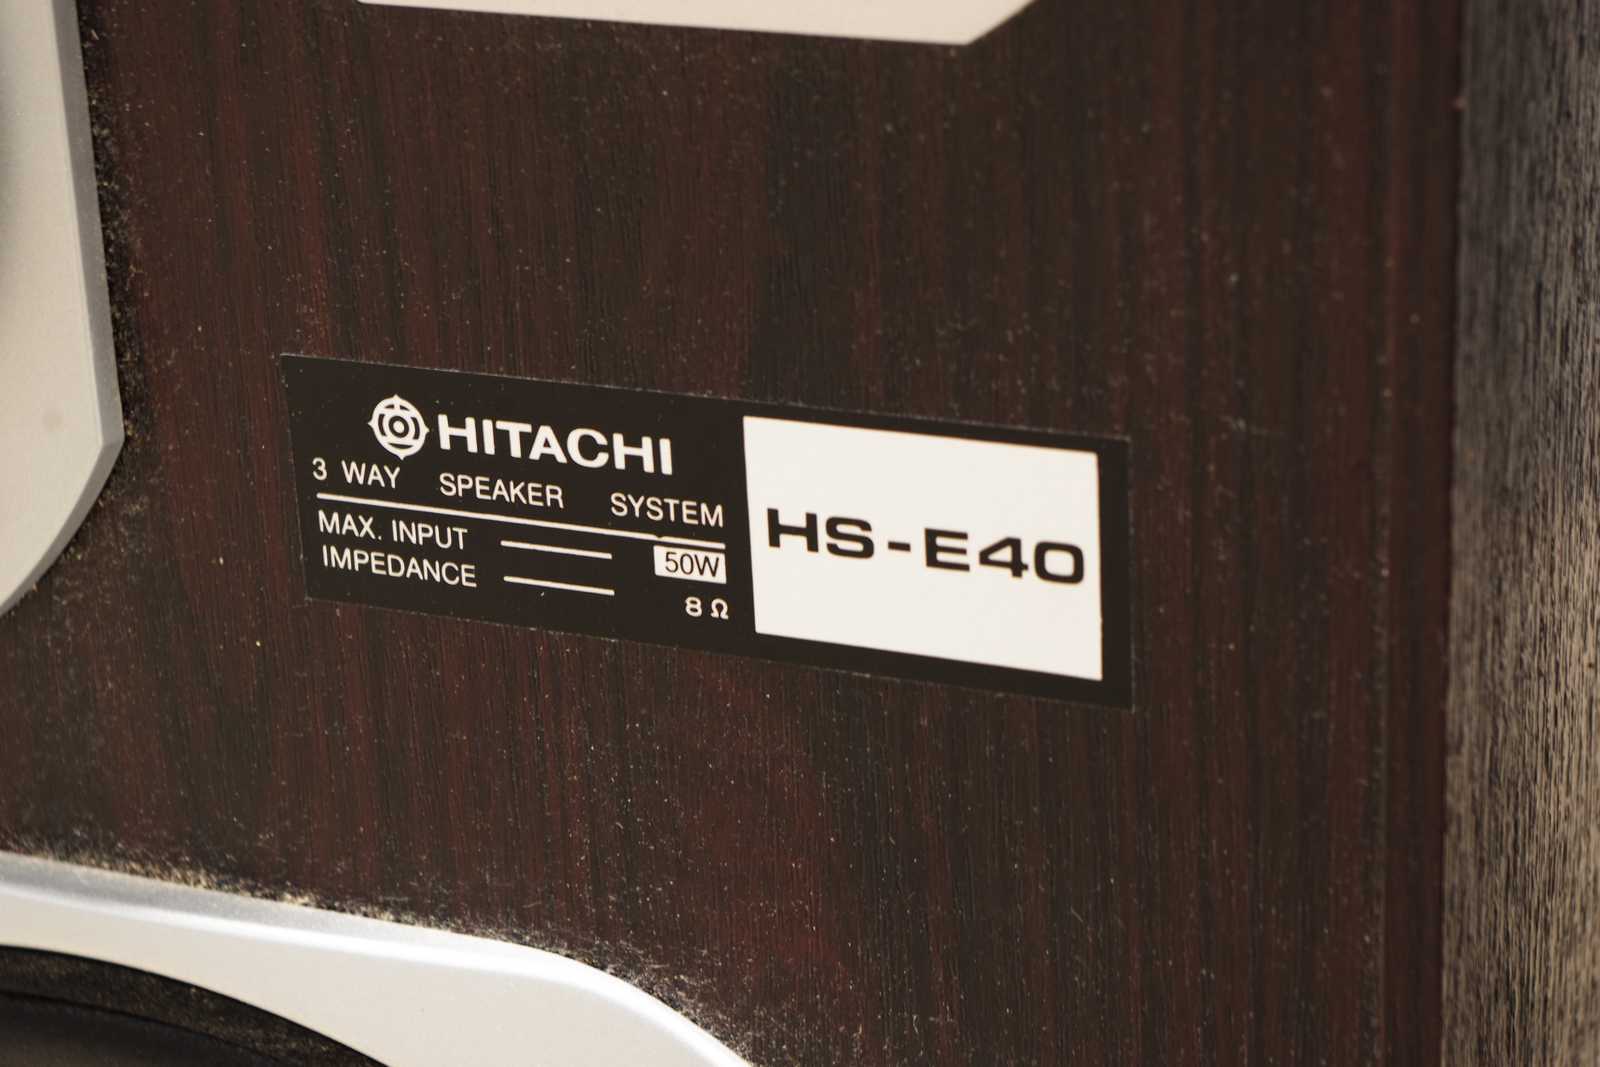 HITACHI
3 WAY SPEAKER SYSTEM
MAX. INPUT 50W
IMPEDANCE 8 Ω
HS-E40